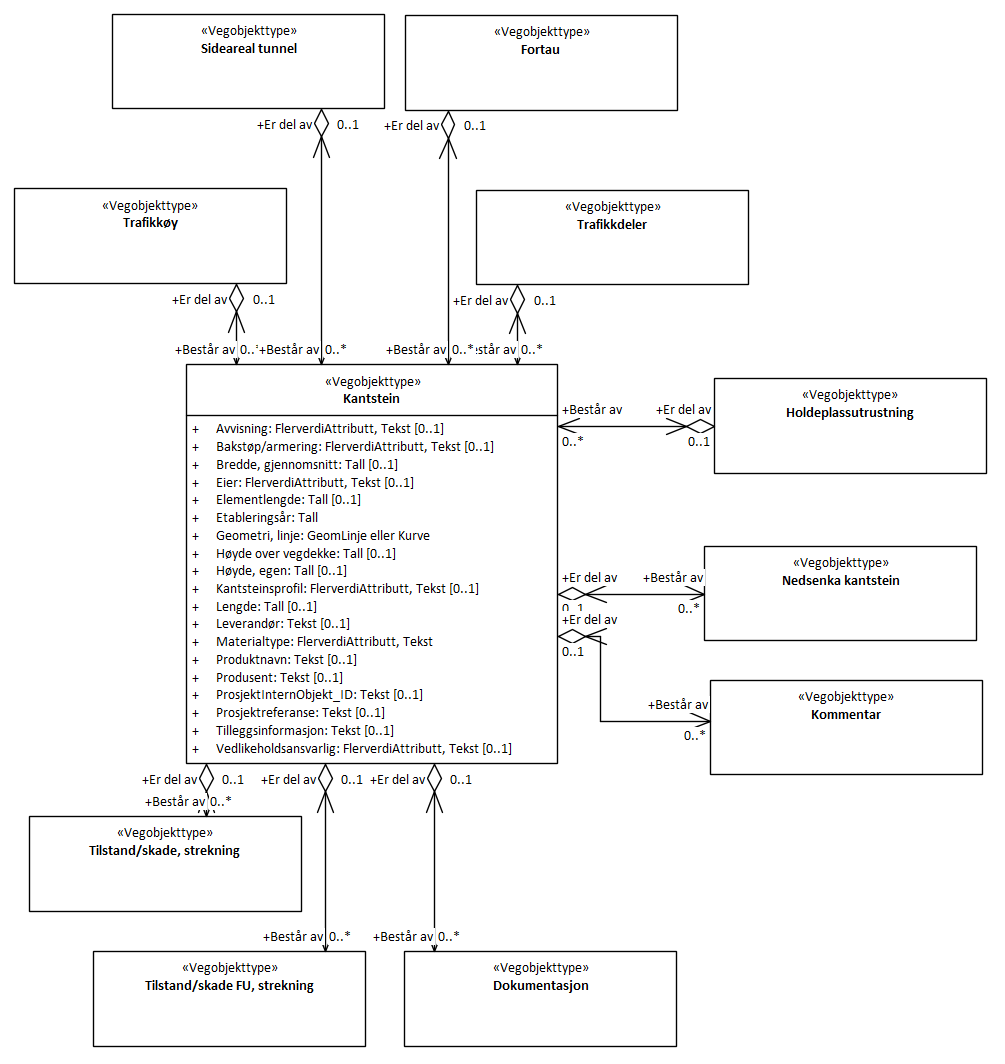 «Vegobjekttype»
Sideareal tunnel
«Vegobjekttype»
Fortau
+Er del av 0..1
+Er del av 0..1
«Vegobjekttype»
Trafikkøy
«Vegobjekttype»
Trafikkdeler
+Er del av 0..1
+Er del av 0..1
+Består av 0..
+Består av 0..*
+Består av 0..*
står av 0..*
«Vegobjekttype»
Kantstein
+ Avvisning: FlerverdiAttributt, Tekst [0..1]
+ Bakstøp/armering: FlerverdiAttributt, Tekst [0..1]
+ Bredde, gjennomsnitt: Tall [0..1]
+ Eier: FlerverdiAttributt, Tekst [0..1]
+ Elementlengde: Tall [0..1]
+ Etableringsår: Tall
+ Geometri, linje: GeomLinje eller Kurve
+ Høyde over vegdekke: Tall [0..1]
+ Høyde, egen: Tall [0..1]
+ Kantsteinsprofil: FlerverdiAttributt, Tekst [0..1]
+ Lengde: Tall [0..1]
+ Leverandør: Tekst [0..1]
+ Materialtype: FlerverdiAttributt, Tekst
+ Produktnavn: Tekst [0..1]
+ Produsent: Tekst [0..1]
+ ProsjektInternObjekt_ID: Tekst [0..1]
+ Prosjektreferanse: Tekst [0..1]
+ Tilleggsinformasjon: Tekst [0..1]
+ Vedlikeholdsansvarlig: FlerverdiAttributt, Tekst [0..1]
+Består av +Er del av
0..* 0..1
«Vegobjekttype»
Holdeplassutrustning
+Er del av +Består av
0..1 0..*
«Vegobjekttype»
Nedsenka kantstein
+Er del av
0..1
+Består av
0..*
«Vegobjekttype»
Kommentar
+Er del av 0..1
+Er del av 0..1
+Er del av 0..1
+Består av 0..*
«Vegobjekttype»
Tilstand/skade, strekning
+Består av 0..*
+Består av 0..*
«Vegobjekttype»
Tilstand/skade FU, strekning
«Vegobjekttype»
Dokumentasjon